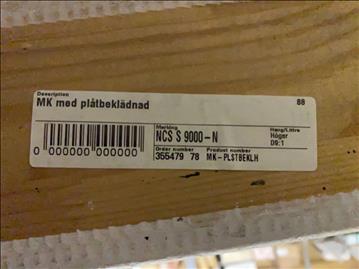 Description
88
MK med plåtbeklädnad
Marking
Hang/Littra
NCS S 9000-N
Höger
D9:1
Order number
Product number
0 000000 000000
355479 78
MK-PLSTBEKLH